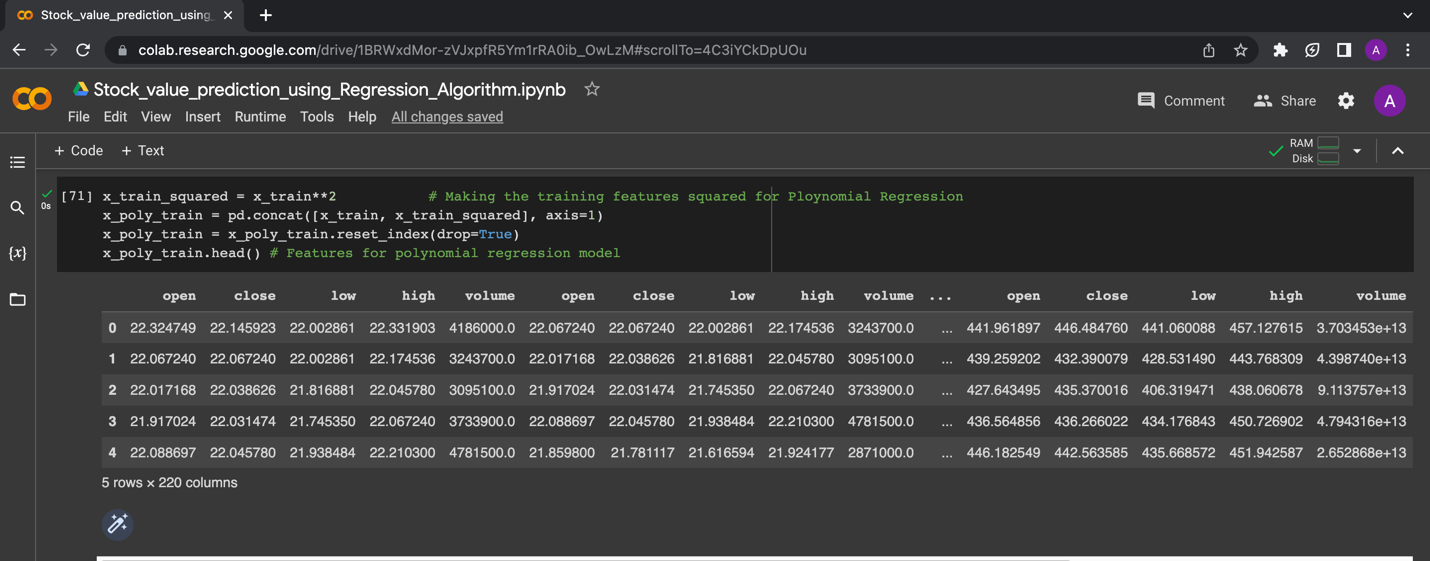 Stock_value_prediction_using_
colab.research.google.com/drive/1BRWxdMor-zVJxpfR5Ym1rRA0ib_OwLzM#scrollTo=4C3iYCkDpUOu
A
Stock_value_prediction_using_Regression_Algorithm.ipynb
Comment Share A
File Edit View Insert Runtime Tools Help All changes saved
+ Code + Text RAM
Disk
0s
{x}
[71] x_train_squared = x_train**2 # Making the training features squared for Ploynomial Regression
x_poly_train = pd.concat([x_train, x_train_squared], axis=1)
x_poly_train = x_poly_train.reset_index(drop=True)
x_poly_train.head() # Features for polynomial regression model
open close low high volume open close low high volume ... open close low high volume
0 22.324749 22.145923 22.002861 22.331903 4186000.0 22.067240 22.067240 22.002861 22.174536 3243700.0 ... 441.961897 446.484760 441.060088 457.127615 3.703453e+13
1 22.067240 22.067240 22.002861 22.174536 3243700.0 22.017168 22.038626 21.816881 22.045780 3095100.0 ... 439.259202 432.390079 428.531490 443.768309 4.398740e+13
2 22.017168 22.038626 21.816881 22.045780 3095100.0 21.917024 22.031474 21.745350 22.067240 3733900.0 ... 427.643495 435.370016 406.319471 438.060678 9.113757e+13
3 21.917024 22.031474 21.745350 22.067240 3733900.0 22.088697 22.045780 21.938484 22.210300 4781500.0 ... 436.564856 436.266022 434.176843 450.726902 4.794316e+13
4 22.088697 22.045780 21.938484 22.210300 4781500.0 21.859800 21.781117 21.616594 21.924177 2871000.0 ... 446.182549 442.563585 435.668572 451.942587 2.652868e+13
5 rows × 220 columns